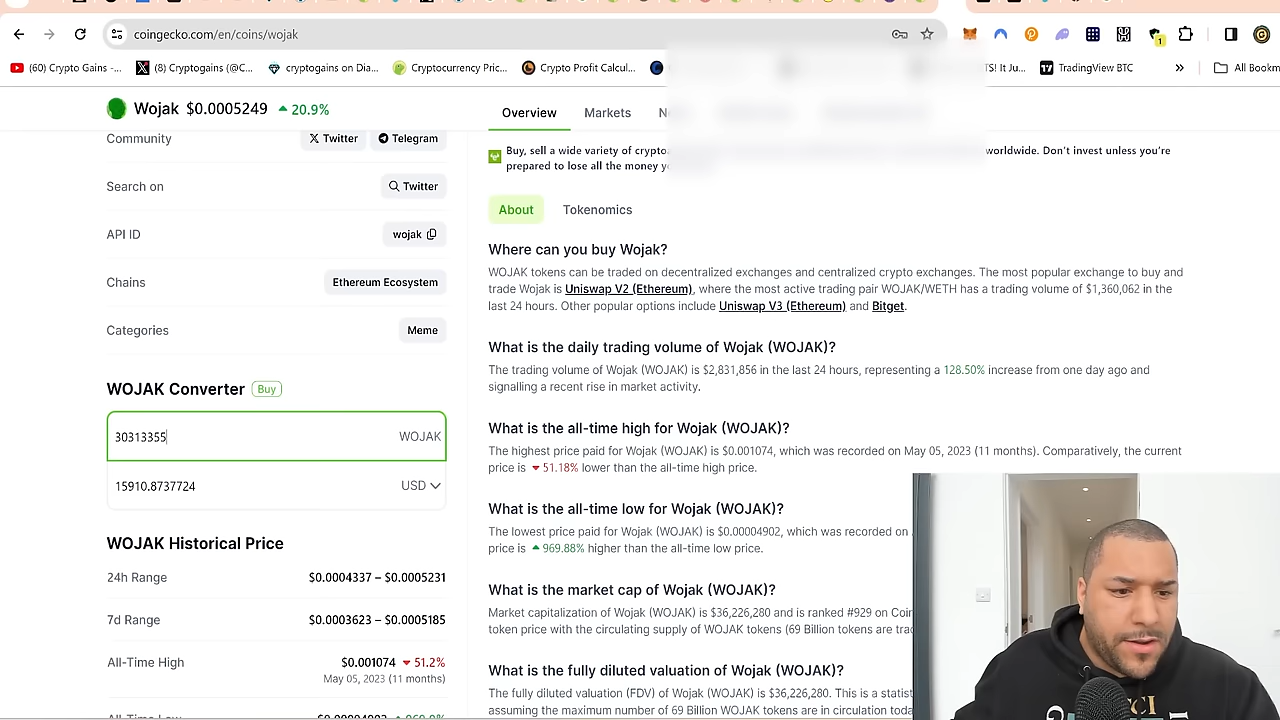 coingecko.com/en/coins/wojak
1
(60) Crypto Gains -...
(8) Cryptogains (@C...
cryptogains on Dia...
Cryptocurrency Pric...
Crypto Profit Calcul...
TS! It Ju...
TradingView BTC
»
All Bookm
Wojak $0.0005249 20.9%
Overview
Markets
Community
Twitter
Telegram
Search on
Twitter
API ID
wojak
Chains
Ethereum Ecosystem
Categories
Meme
WOJAK Converter Buy
30313355 WOJAK
15910.8737724 USD
WOJAK Historical Price
24h Range $0.0004337 – $0.0005231
7d Range $0.0003623 – $0.0005185
All-Time High $0.001074 51.2%
May 05, 2023 (11 months)
Buy, sell a wide variety of crypto worldwide. Don't invest unless you're
prepared to lose all the money
About
Tokenomics
Where can you buy Wojak?
WOJAK tokens can be traded on decentralized exchanges and centralized crypto exchanges. The most popular exchange to buy and
trade Wojak is Uniswap V2 (Ethereum), where the most active trading pair WOJAK/WETH has a trading volume of $1,360,062 in the
last 24 hours. Other popular options include Uniswap V3 (Ethereum) and Bitget.
What is the daily trading volume of Wojak (WOJAK)?
The trading volume of Wojak (WOJAK) is $2,831,856 in the last 24 hours, representing a 128.50% increase from one day ago and
signalling a recent rise in market activity.
What is the all-time high for Wojak (WOJAK)?
The highest price paid for Wojak (WOJAK) is $0.001074, which was recorded on May 05, 2023 (11 months). Comparatively, the current
price is 51.18% lower than the all-time high price.
What is the all-time low for Wojak (WOJAK)?
The lowest price paid for Wojak (WOJAK) is $0.00004902, which was recorded on
price is 969.88% higher than the all-time low price.
What is the market cap of Wojak (WOJAK)?
Market capitalization of Wojak (WOJAK) is $36,226,280 and is ranked #929 on Coin
token price with the circulating supply of WOJAK tokens (69 Billion tokens are trad
What is the fully diluted valuation of Wojak (WOJAK)?
The fully diluted valuation (FDV) of Wojak (WOJAK) is $36,226,280. This is a statist
assuming the maximum number of 69 Billion WOJAK tokens are in circulation toda